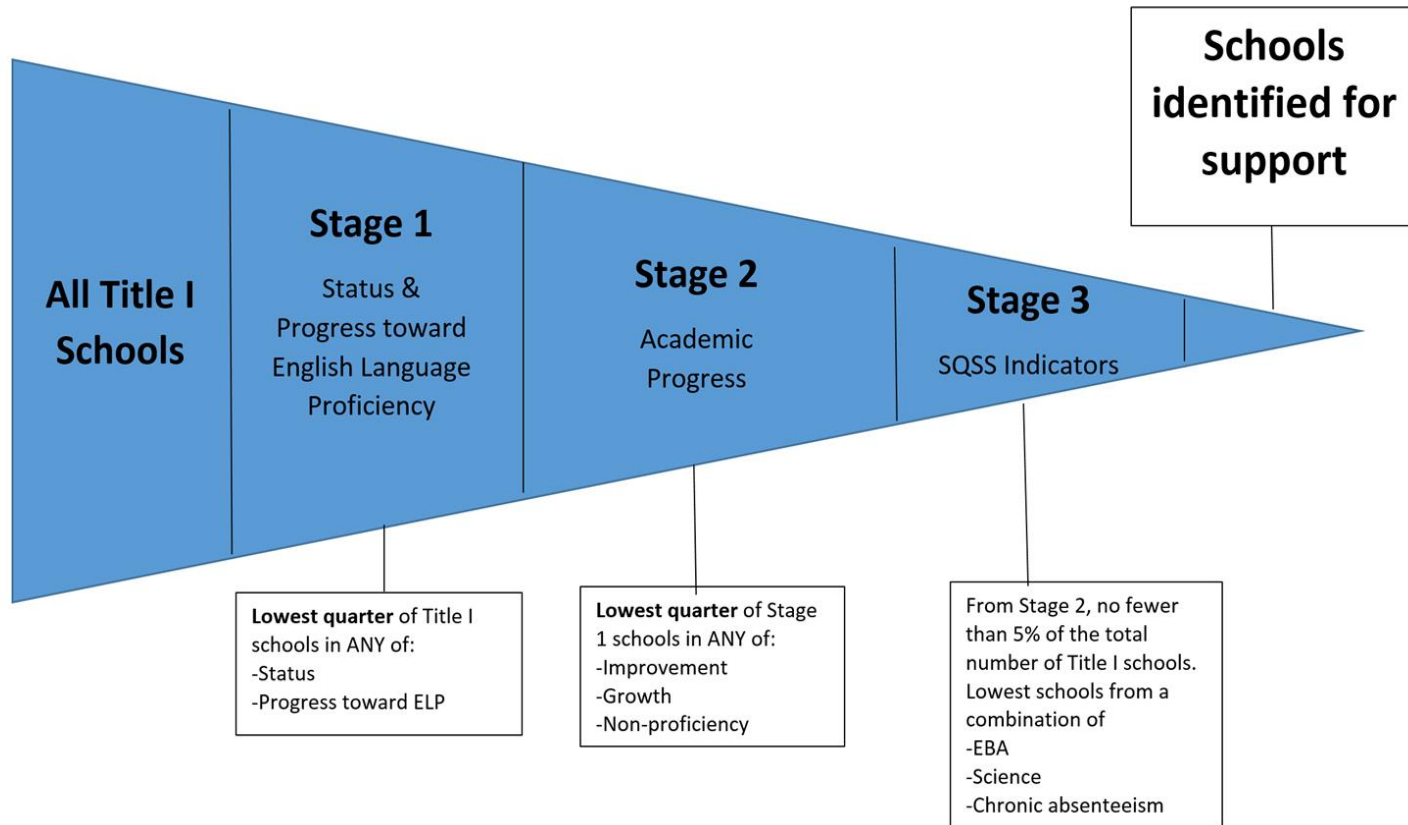 All Title I
Schools
Stage 1
Status &
Progress toward
English Language
Proficiency
Stage 2
Academic
Progress
Stage 3
SQSS Indicators
Schools
identified for
support
Lowest quarter of Title I
schools in ANY of:
-Status
-Progress toward ELP
Lowest quarter of Stage
1 schools in ANY of:
-Improvement
-Growth
-Non-proficiency
From Stage 2, no fewer
than 5% of the total
number of Title I schools.
Lowest schools from a
combination of
-EBA
-Science
-Chronic absenteeism